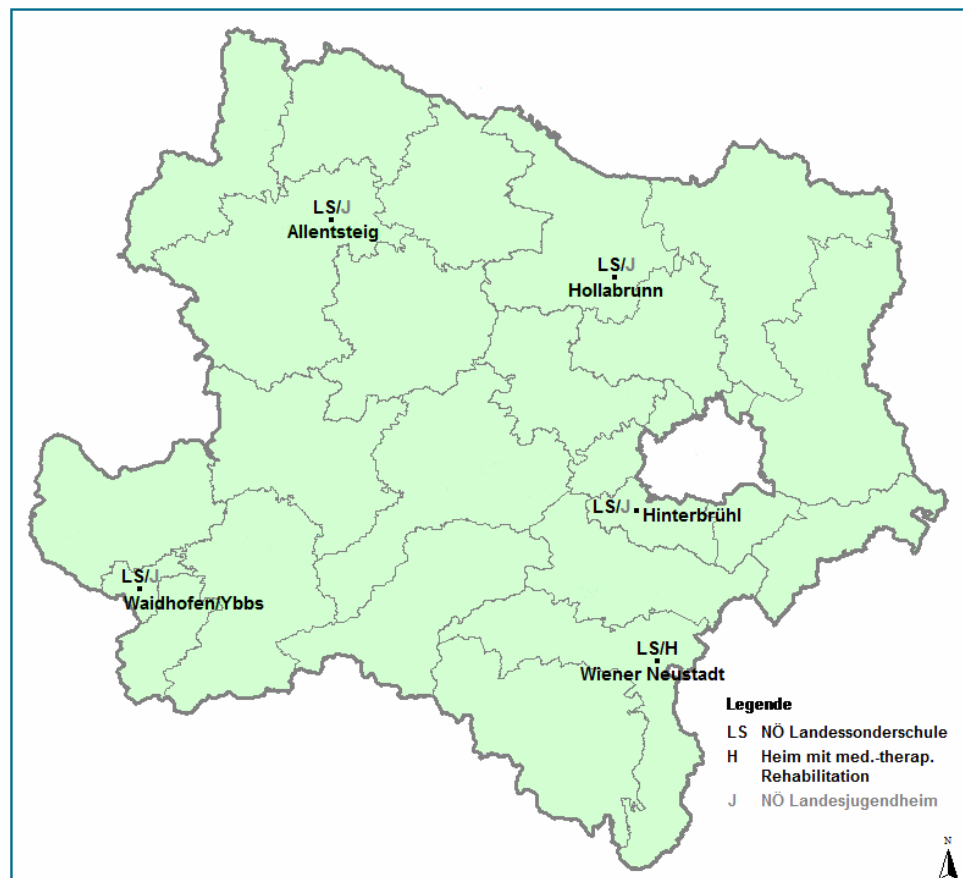 LS/J
Allentsteig
LS/J
Hollabrunn
LS/J
Hinterbrühl
LS/J
Waidhofen/Ybbs
LS/H
Wiener Neustadt
Legende
LS NÖ Landessonderschule
H Heim mit med.-therap.
Rehabilitation
J NÖ Landesjugendheim
N